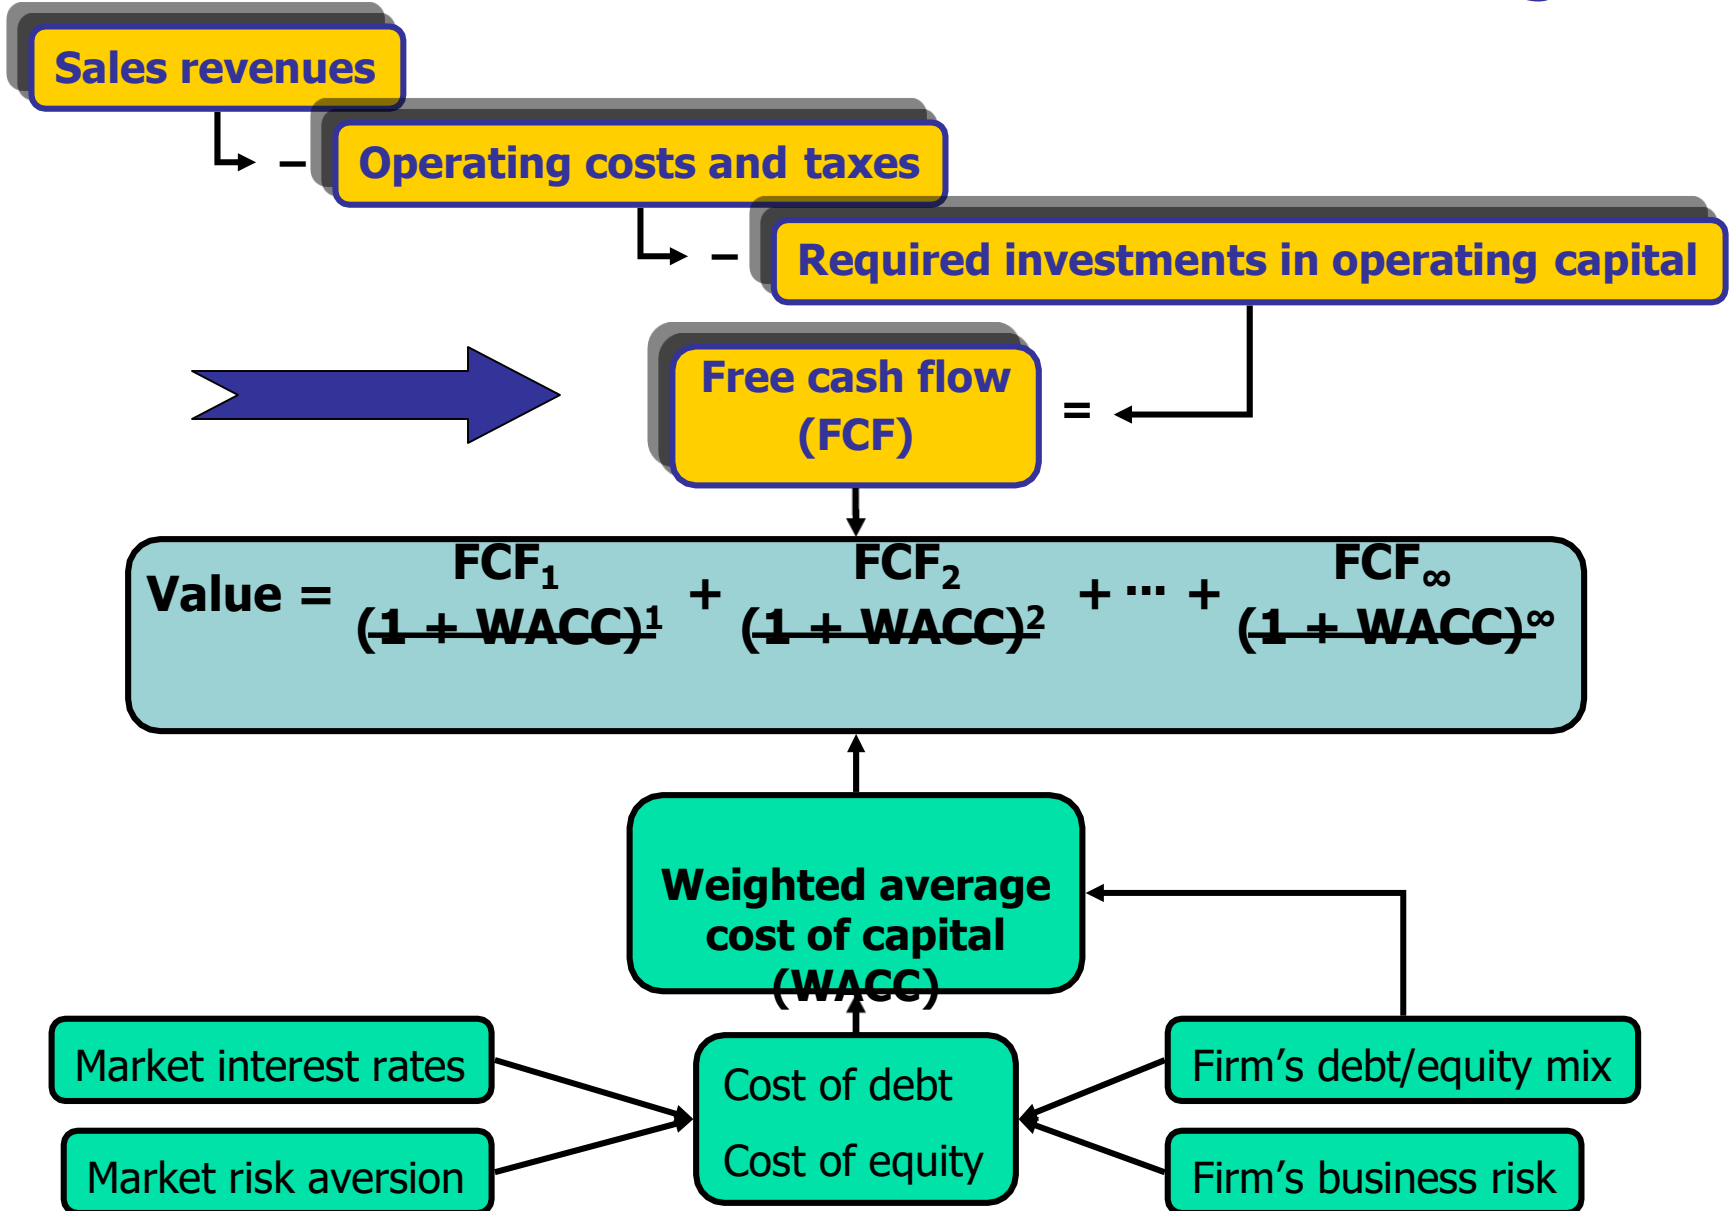 Sales revenues
– Operating costs and taxes
– Required investments in operating capital
Free cash flow
(FCF)
=
FCF₁ FCF₂ FCF∞
Value = + + ... +
(1 + WACC)¹ (1 + WACC)² (1 + WACC)∞
Weighted average
cost of capital
(WACC)
Market interest rates
Market risk aversion
Cost of debt
Cost of equity
Firm’s debt/equity mix
Firm’s business risk